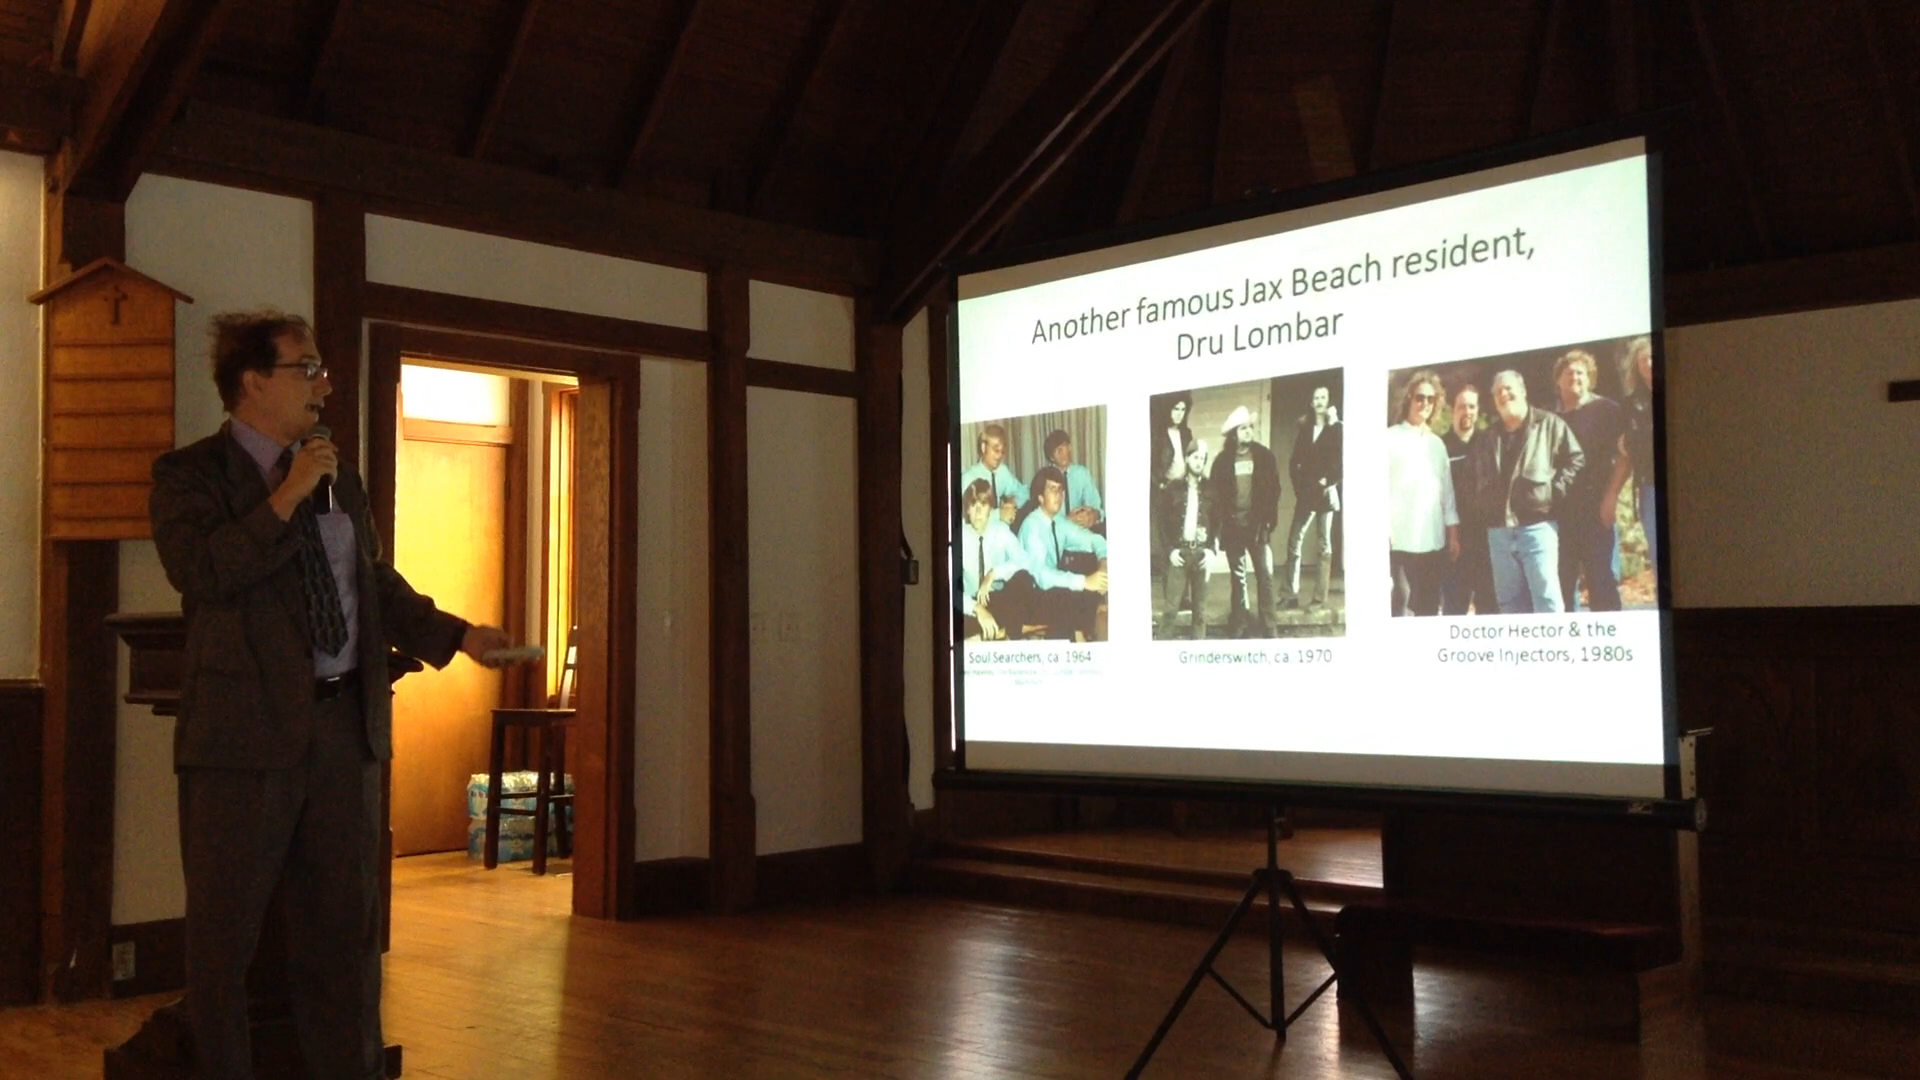 Another famous Jax Beach resident,
Dru Lombar
Soul Searchers, ca. 1964
Grinderswitch, ca. 1970
Doctor Hector & the
Groove Injectors, 1980s